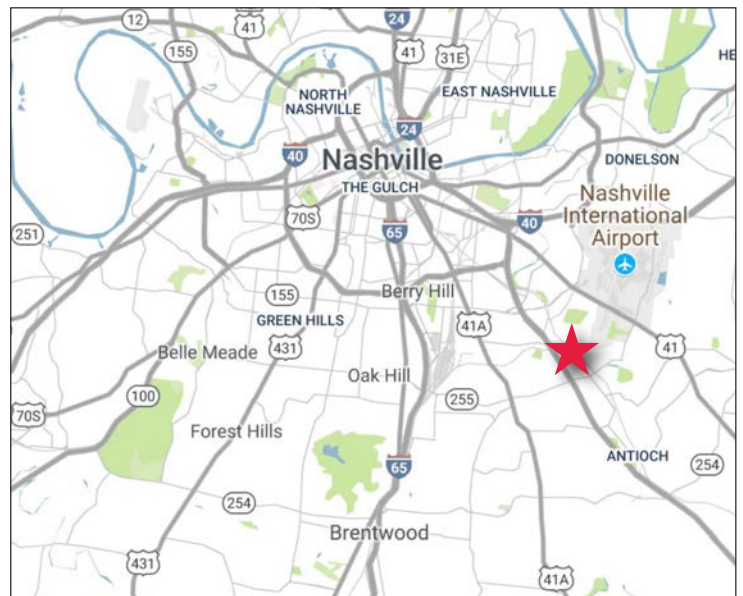 24
12
41
155
41
31E
HE
NORTH
NASHVILLE
EAST NASHVILLE
24
40
Nashville
DONELSON
THE GULCH
Nashville
International
Airport
70S
40
65
251
155
Berry Hill
GREEN HILLS
41A
431
41
Belle Meade
Oak Hill
100
255
70S
Forest Hills
ANTIOCH
65
254
254
Brentwood
431
41A